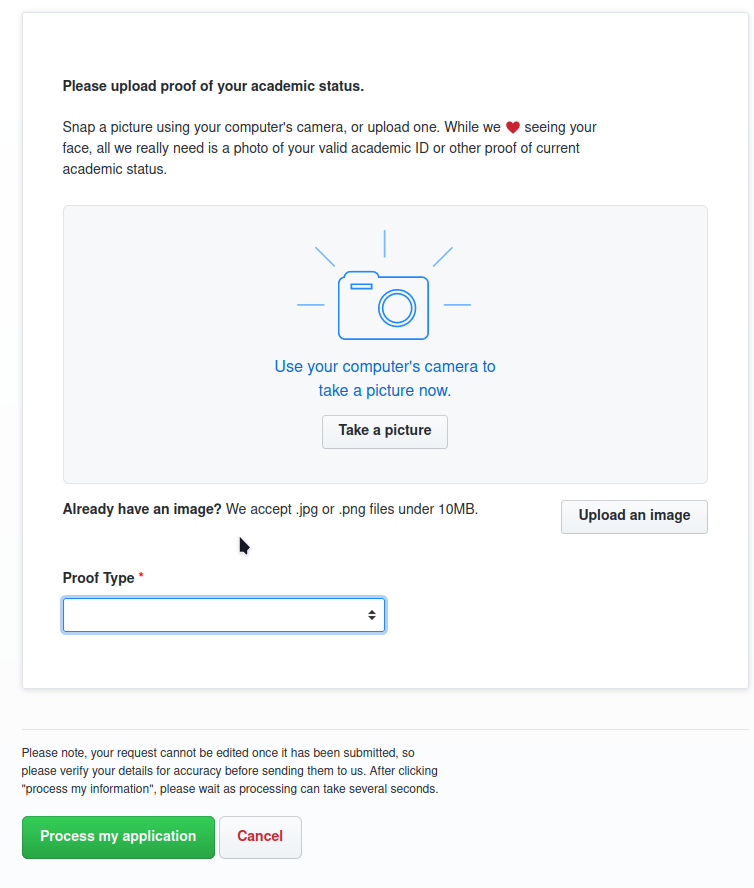 Please upload proof of your academic status.
Snap a picture using your computer's camera, or upload one. While we ❤ seeing your
face, all we really need is a photo of your valid academic ID or other proof of current
academic status.
Use your computer's camera to
take a picture now.
Take a picture
Already have an image? We accept .jpg or .png files under 10MB.
Upload an image
Proof Type *
Please note, your request cannot be edited once it has been submitted, so
please verify your details for accuracy before sending them to us. After clicking
"process my information", please wait as processing can take several seconds.
Process my application
Cancel